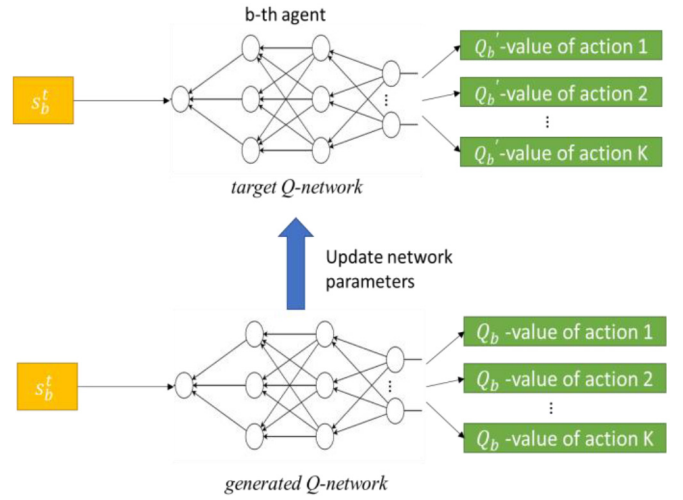 b-th agent
s_b^t
Q_b'-value of action 1
Q_b'-value of action 2
⋮
Q_b'-value of action K
target Q-network
Update network
parameters
s_b^t
Q_b -value of action 1
Q_b -value of action 2
⋮
Q_b -value of action K
generated Q-network